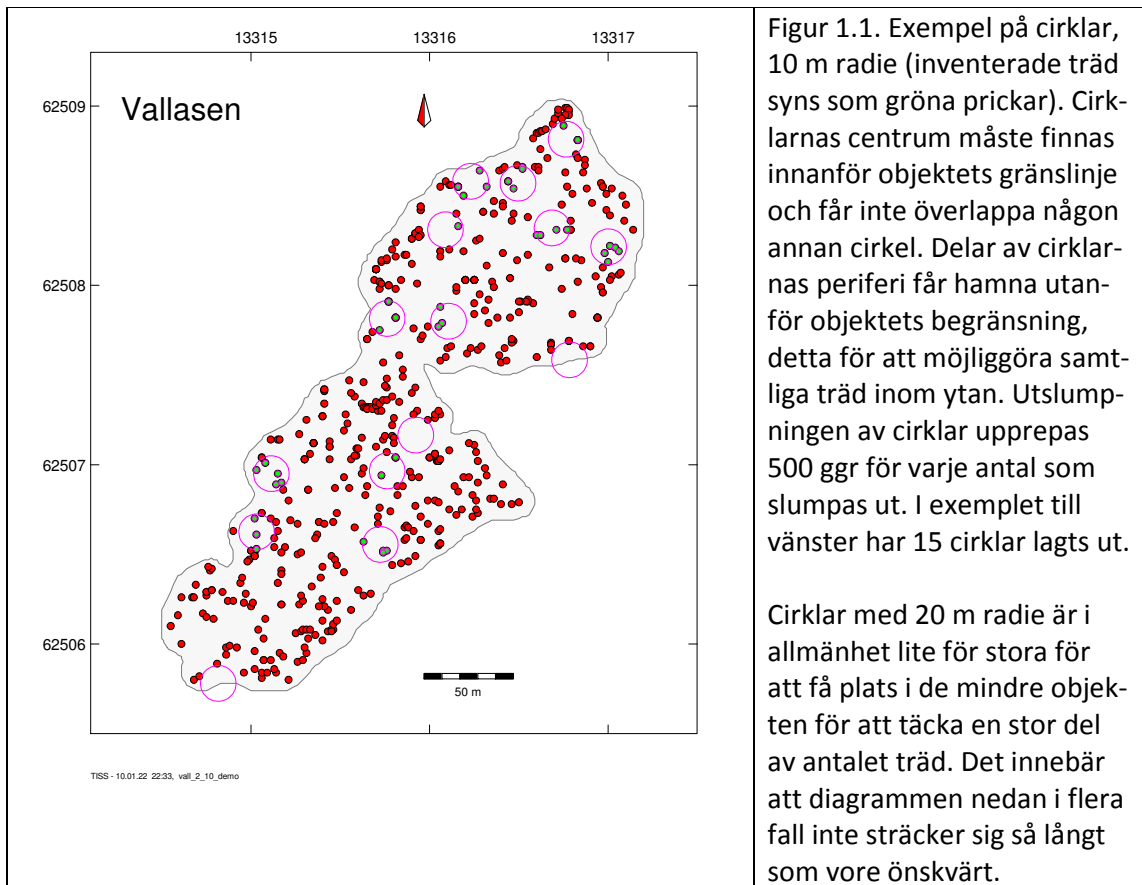 13315 13316 13317
62509
Vallasen
62508
62507
62506
50 m
TISS - 10.01.22 22:33, vall_2_10_demo
Figur 1.1. Exempel på cirklar,
10 m radie (inventerade träd
syns som gröna prickar). Cirk-
larnas centrum måste finnas
innanför objektets gränslinje
och får inte överlappa någon
annan cirkel. Delar av cirklar-
nas periferi får hamna utan-
för objektets begränsning,
detta för att möjliggöra samt-
liga träd inom ytan. Utslump-
ningen av cirklar upprepas
500 ggr för varje antal som
slumpas ut. I exemplet till
vänster har 15 cirklar lagts ut.
Cirklar med 20 m radie är i
allmänhet lite för stora för
att få plats i de mindre objek-
ten för att täcka en stor del
av antalet träd. Det innebär
att diagrammen nedan i flera
fall inte sträcker sig så långt
som vore önskvärt.